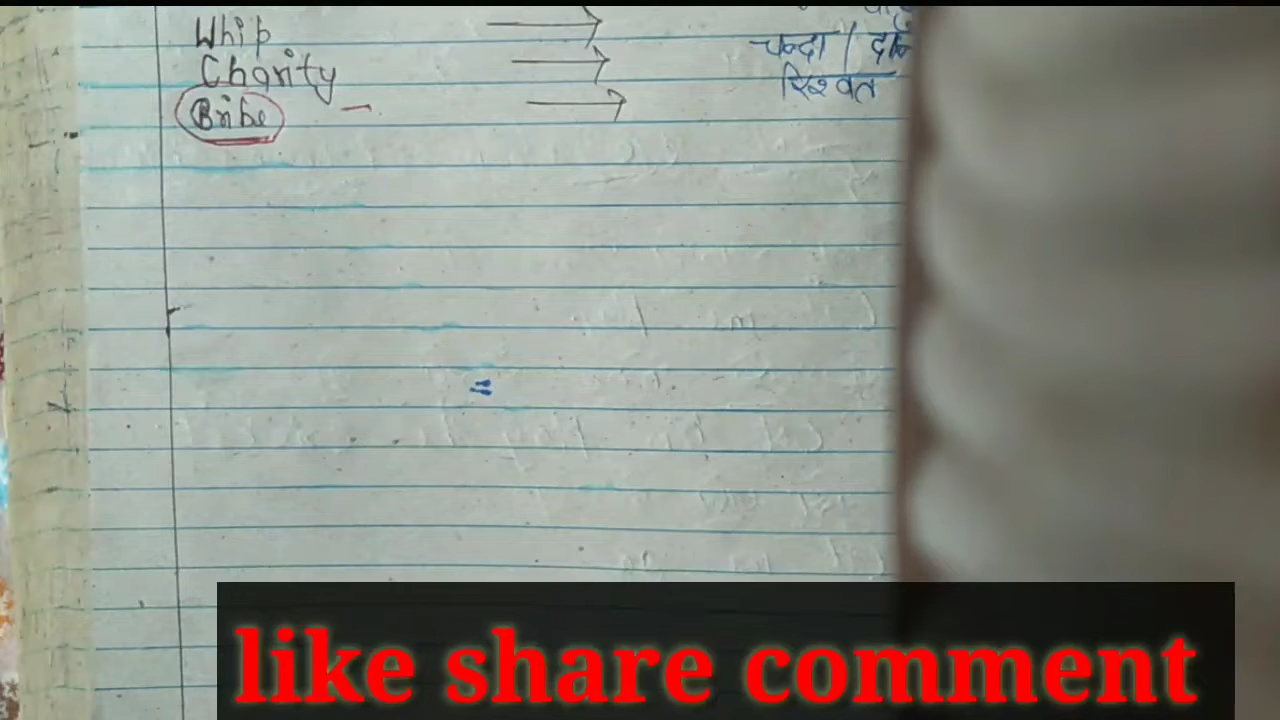 Whip →
Charity → चन्दा / दान
Bribe – → रिश्वत
=
like share comment